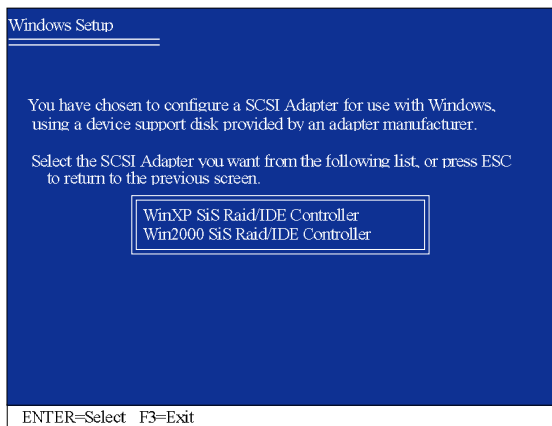 Windows Setup
You have chosen to configure a SCSI Adapter for use with Windows,
using a device support disk provided by an adapter manufacturer.
Select the SCSI Adapter you want from the following list, or press ESC
to return to the previous screen.
WinXP SiS Raid/IDE Controller
Win2000 SiS Raid/IDE Controller
ENTER=Select F3=Exit